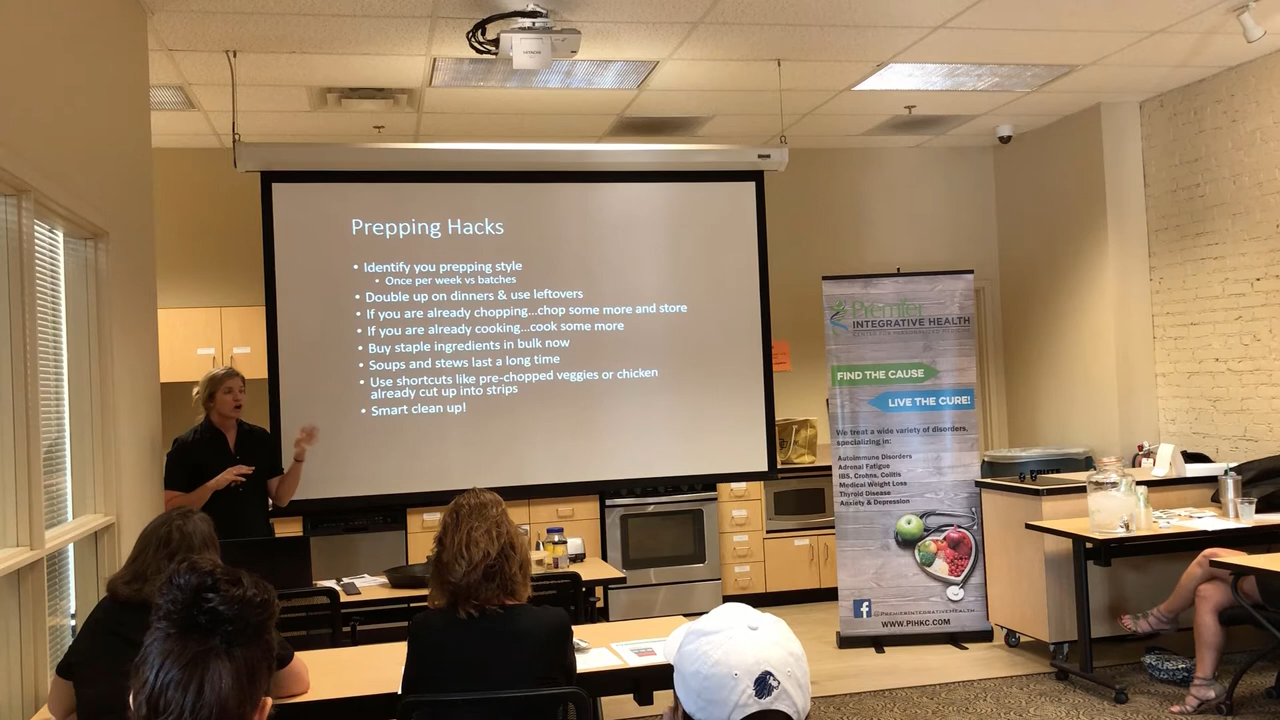 HITACHI
Prepping Hacks
• Identify you prepping style
• Once per week vs batches
• Double up on dinners & use leftovers
• If you are already chopping...chop some more and store
• If you are already cooking...cook some more
• Buy staple ingredients in bulk now
• Soups and stews last a long time
• Use shortcuts like pre-chopped veggies or chicken
already cut up into strips
• Smart clean up!
Premier
INTEGRATIVE HEALTH
CENTER FOR PERSONALIZED MEDICINE
FIND THE CAUSE
LIVE THE CURE!
We treat a wide variety of disorders,
specializing in:
Autoimmune Disorders
Adrenal Fatigue
IBS, Crohns, Colitis
Medical Weight Loss
Thyroid Disease
Anxiety & Depression
f @PREMIERINTEGRATIVEHEALTH
WWW.PIHKC.COM